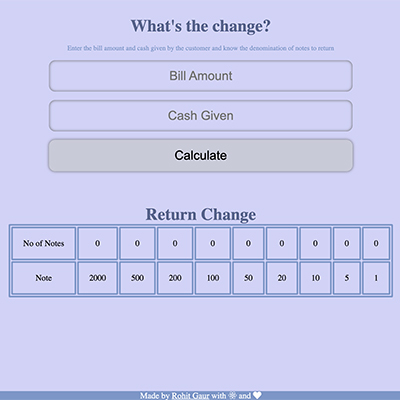 What's the change?
Enter the bill amount and cash given by the customer and know the denomination of notes to return
Bill Amount
Cash Given
Calculate
Return Change
No of Notes 0 0 0 0 0 0 0 0 0
Note 2000 500 200 100 50 20 10 5 1
Made by Rohit Gaur with ⚛ and ❤